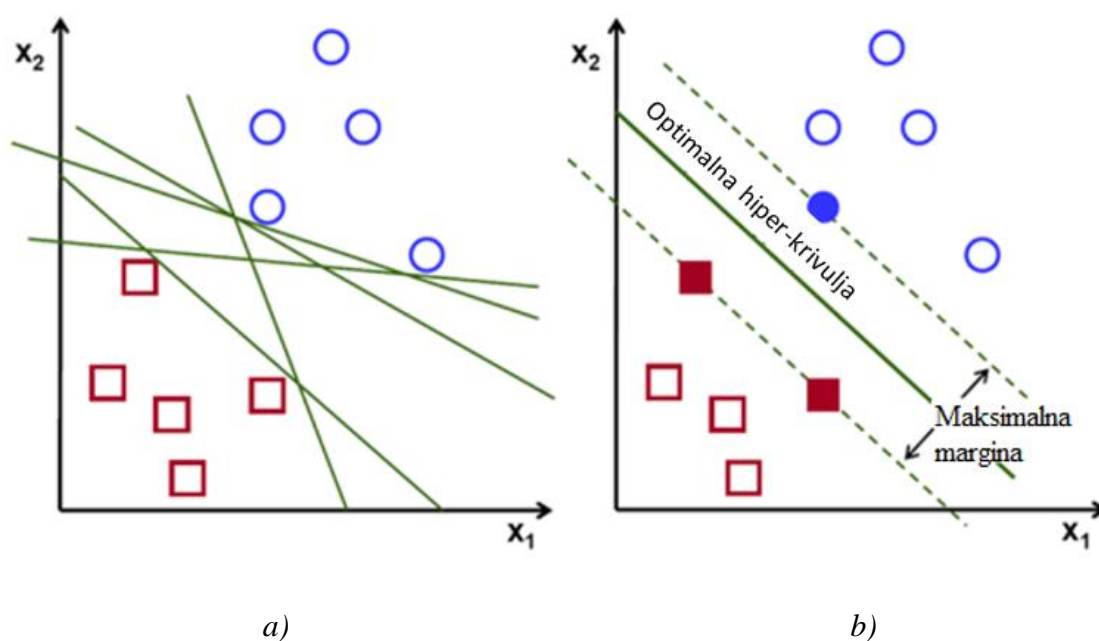 x2
x1
a)
x2
Optimalna hiper-krivulja
Maksimalna
margina
x1
b)